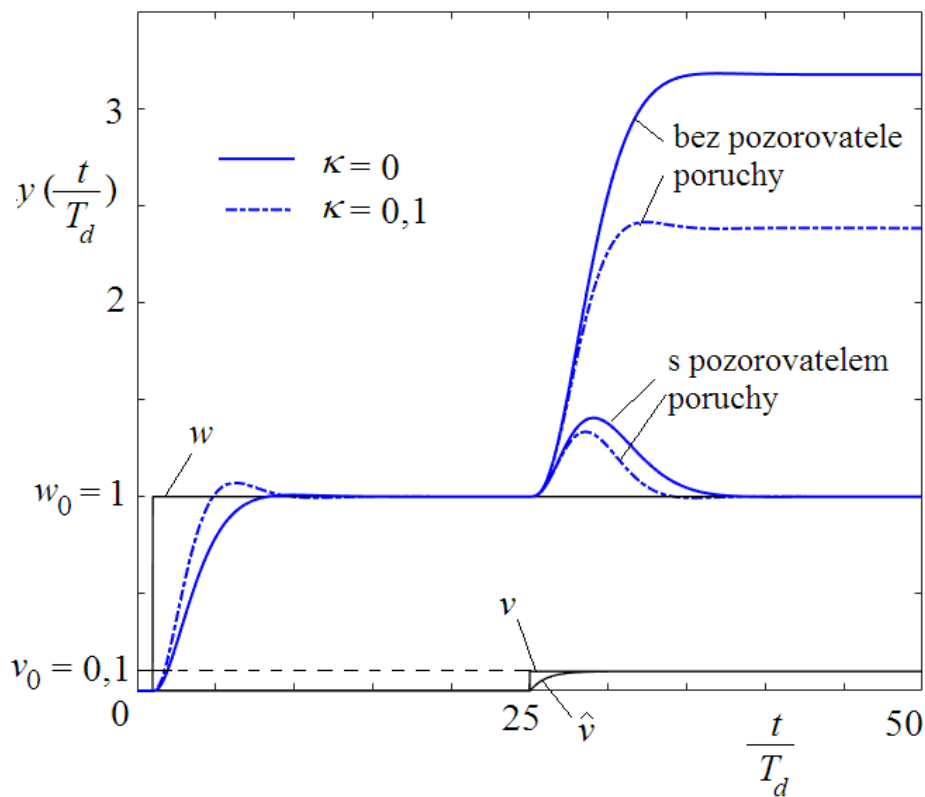 3
y(t/T_d)
κ = 0
κ = 0,1
bez pozorovatele
poruchy
2
s pozorovatelem
poruchy
w
w₀ = 1
v
v₀ = 0,1
0
25
v̂
t/T_d
50